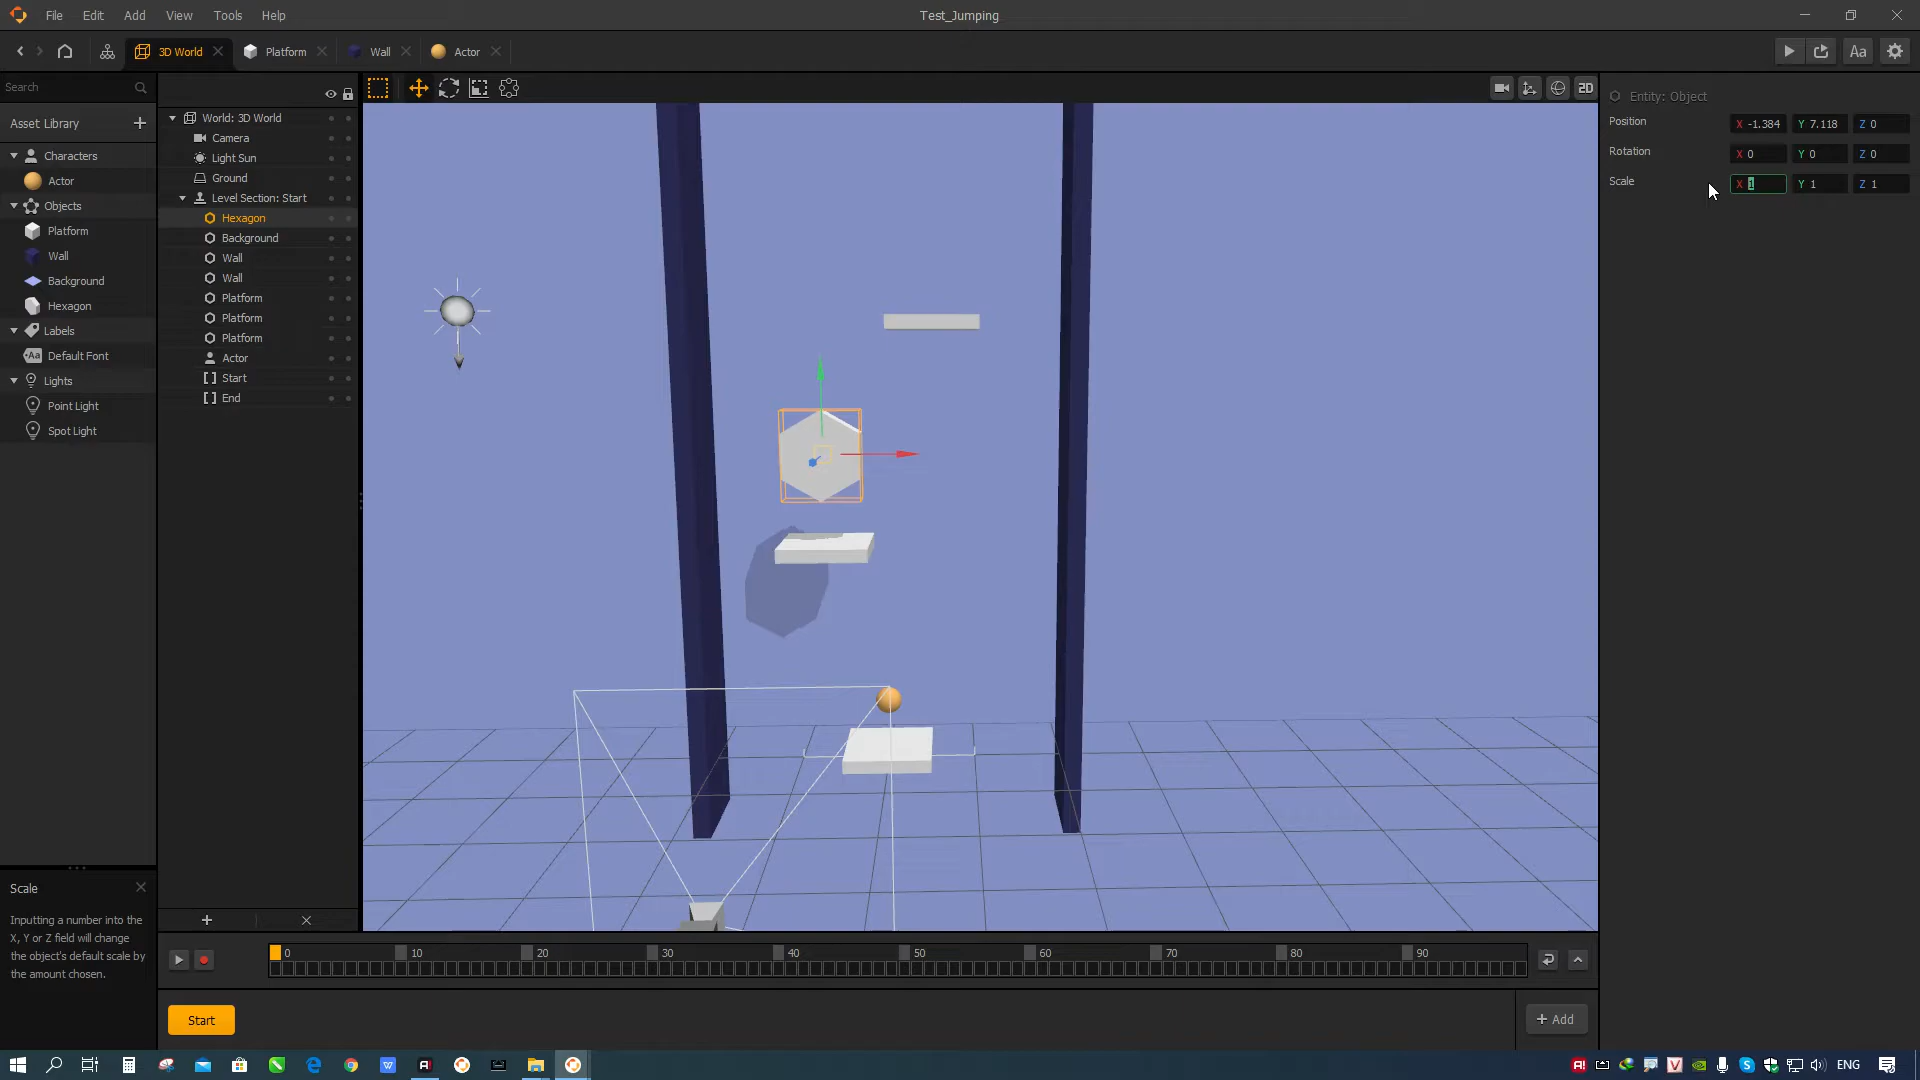 File Edit Add View Tools Help
Test_Jumping
3D World
Platform
Wall
Actor
Aa
Search
Asset Library
Characters
Actor
Objects
Platform
Wall
Background
Hexagon
Labels
Aa Default Font
Lights
Point Light
Spot Light
World: 3D World
Camera
Light Sun
Ground
Level Section: Start
Hexagon
Background
Wall
Wall
Platform
Platform
Platform
Actor
Start
End
2D
Entity: Object
Position X -1.384 Y 7.118 Z 0
Rotation X 0 Y 0 Z 0
Scale X 1 Y 1 Z 1
Scale
Inputting a number into the
X, Y or Z field will change
the object's default scale by
the amount chosen.
0 10 20 30 40 50 60 70 80 90
Start
+ Add
ENG